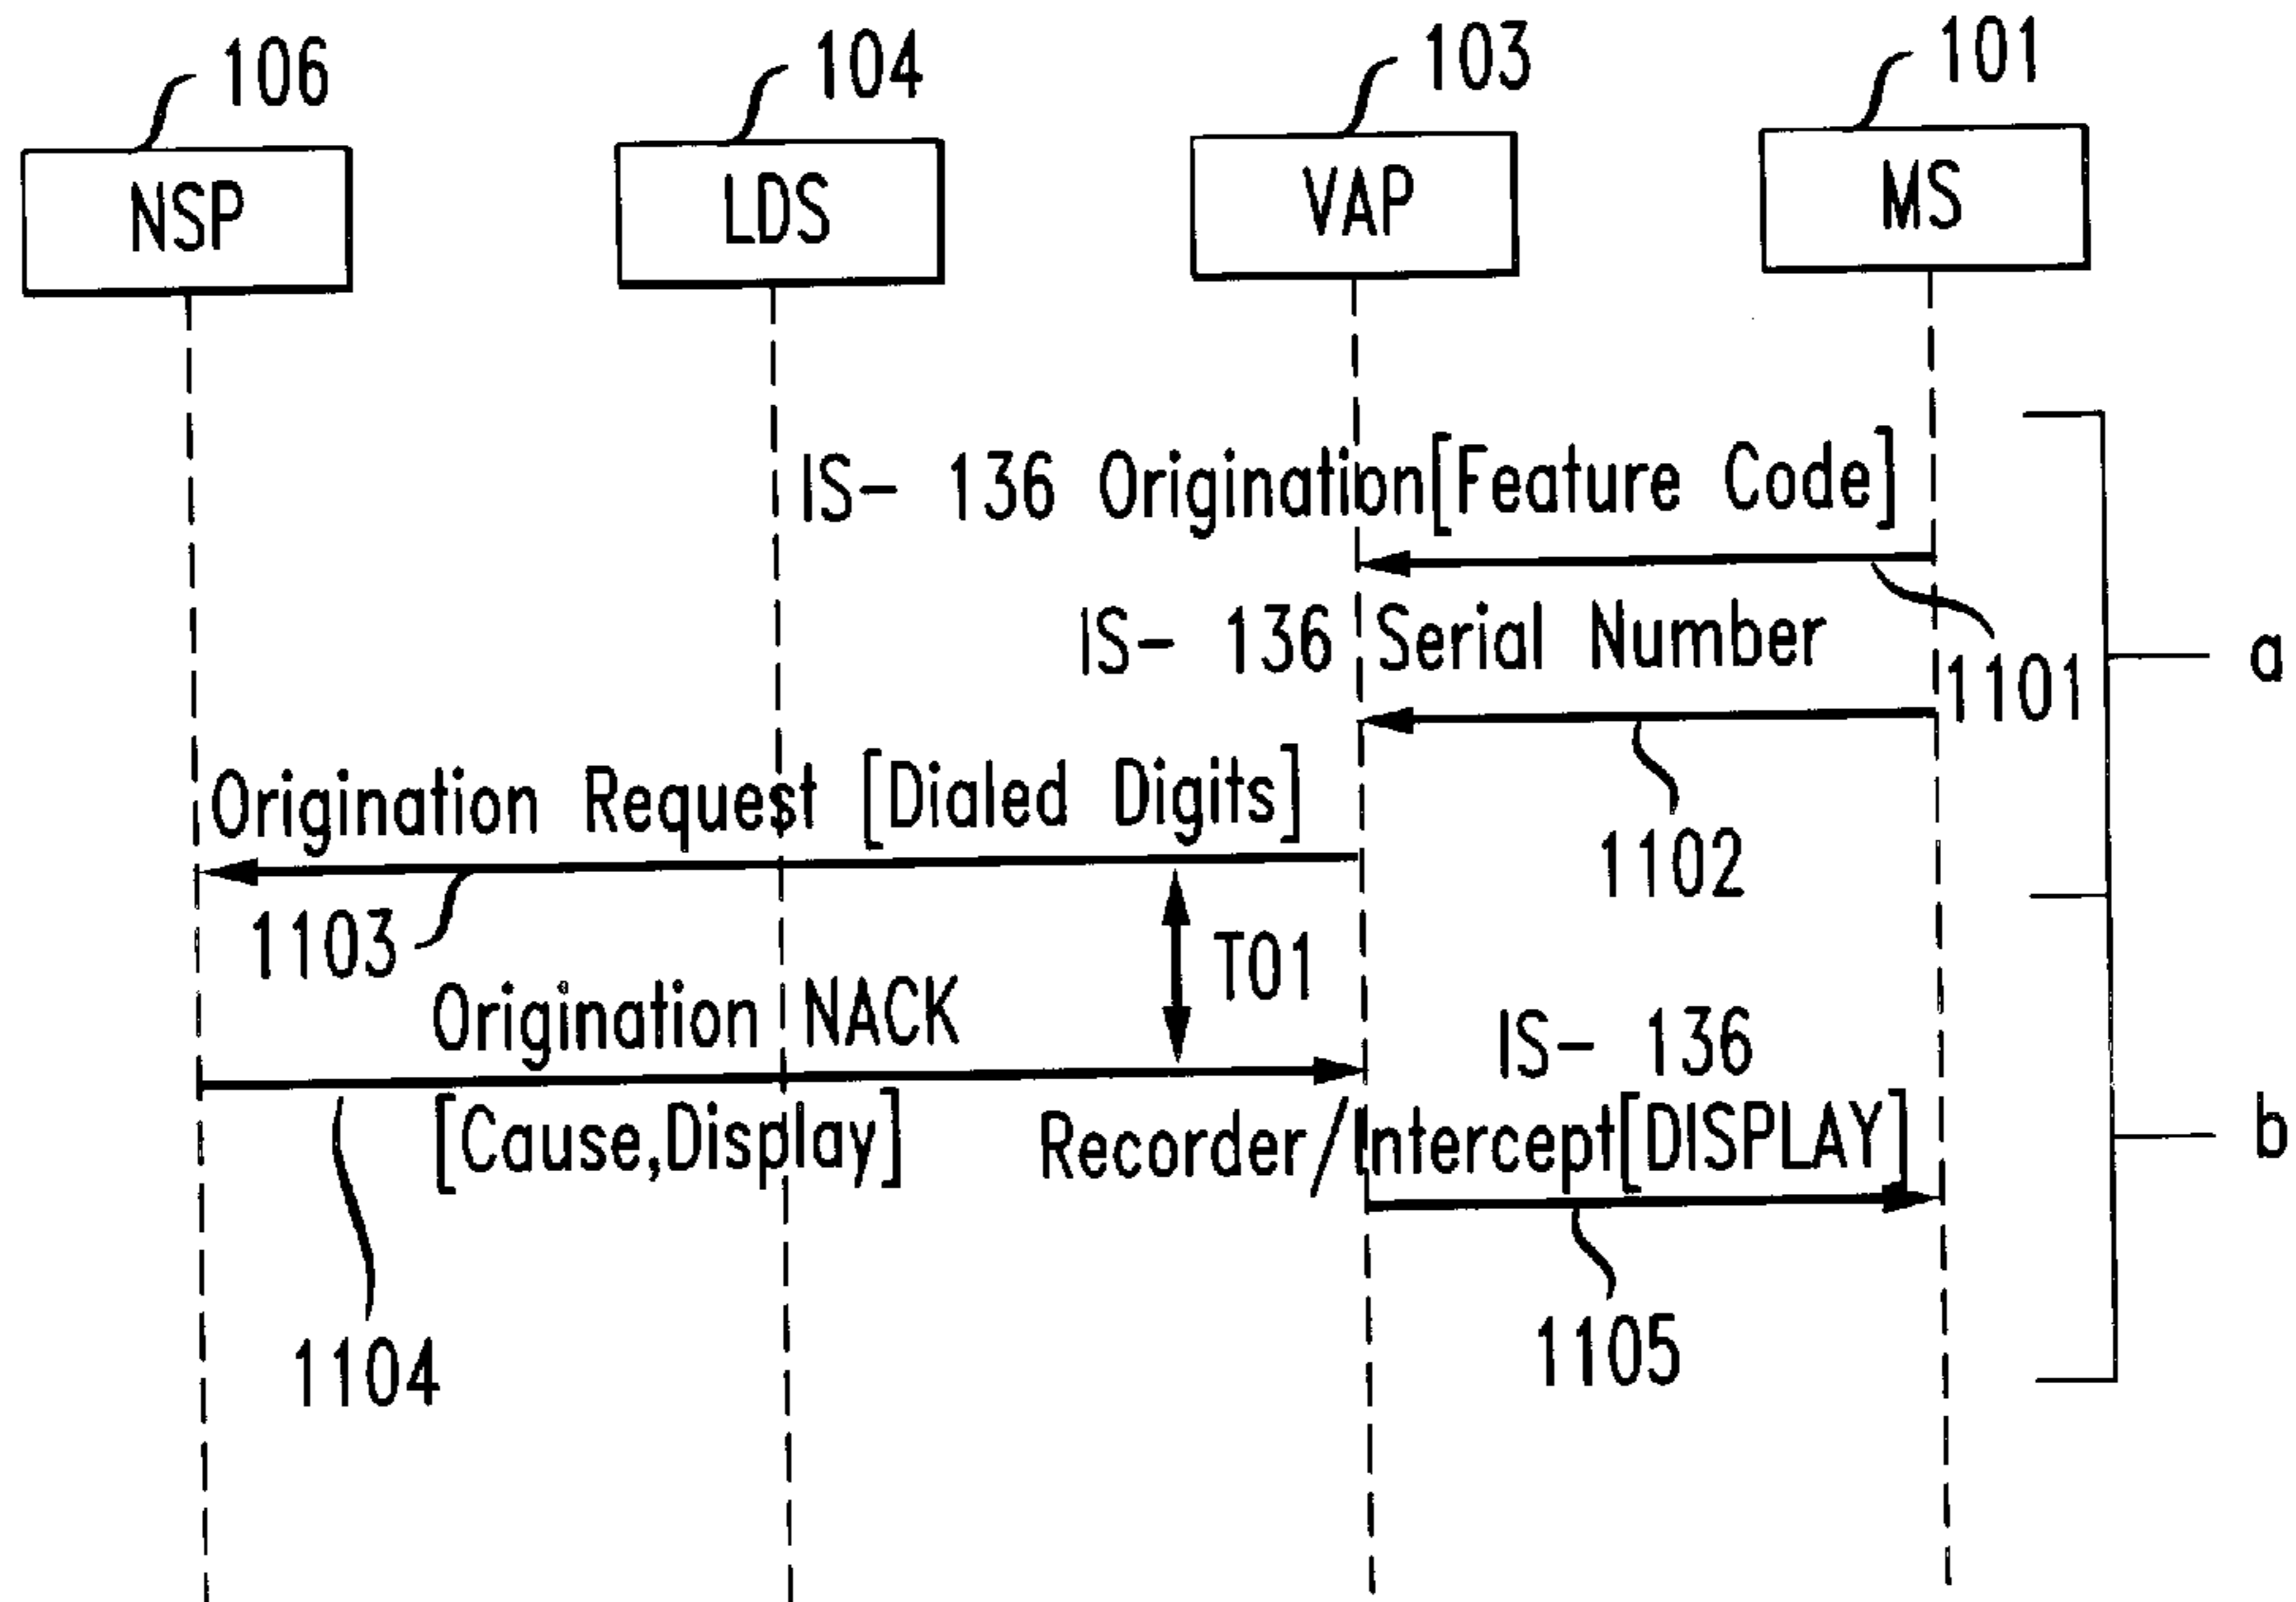 106
104
103
101
NSP
LDS
VAP
MS
IS- 136 Origination[Feature Code]
IS- 136 Serial Number
1101
a
Origination Request [Dialed Digits]
1102
1103
T01
Origination NACK
[Cause,Display]
IS- 136
Recorder/Intercept[DISPLAY]
b
1104
1105